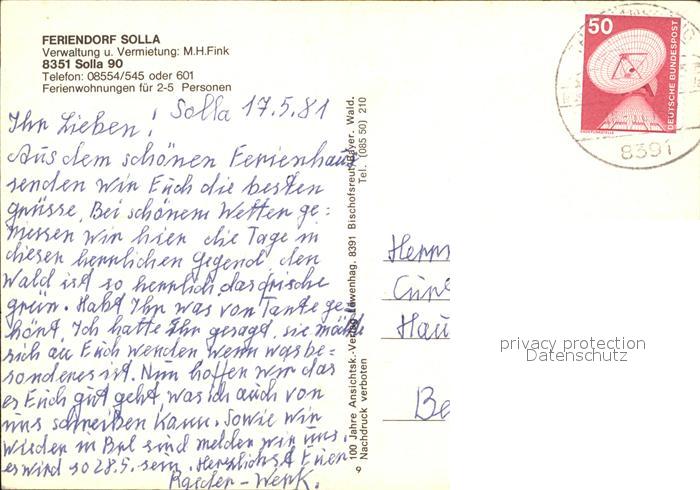 FERIENDORF SOLLA
Verwaltung u. Vermietung: M.H.Fink
8351 Solla 90
Telefon: 08554/545 oder 601
Ferienwohnungen für 2-5 Personen
Solla 17.5.81
Ihr Lieben!
Aus dem schönen Ferienhaus
senden wir Euch die besten
grüsse. Bei schönem Wetter ge=
niessen wir hier die Tage in
dieser herrlichen Gegend, der
Wald ist so herrlich, das frische
grün. Habt Ihr was von Tante ge=
hört. Ich hatte Ihr gesagt, sie möchte
sich an Euch wenden wenn was be=
sonderes ist. Nun hoffen wir das
es Euch gut geht, was ich auch von
uns schreiben kann. Sowie wir
wieder in Brl sind melden wir uns.
es wird so 28.5. sein. Herzlichst Euer
100 Jahre Ansichtsk.-Verlag Löwenhag, 8391 Bischofsreut/Bayer. Wald.
Tel.: (085 50) 210
Nachdruck verboten
9
50
DEUTSCHE BUNDESPOST
8391
Herrn
Hau
Be
privacy protection
Datenschutz